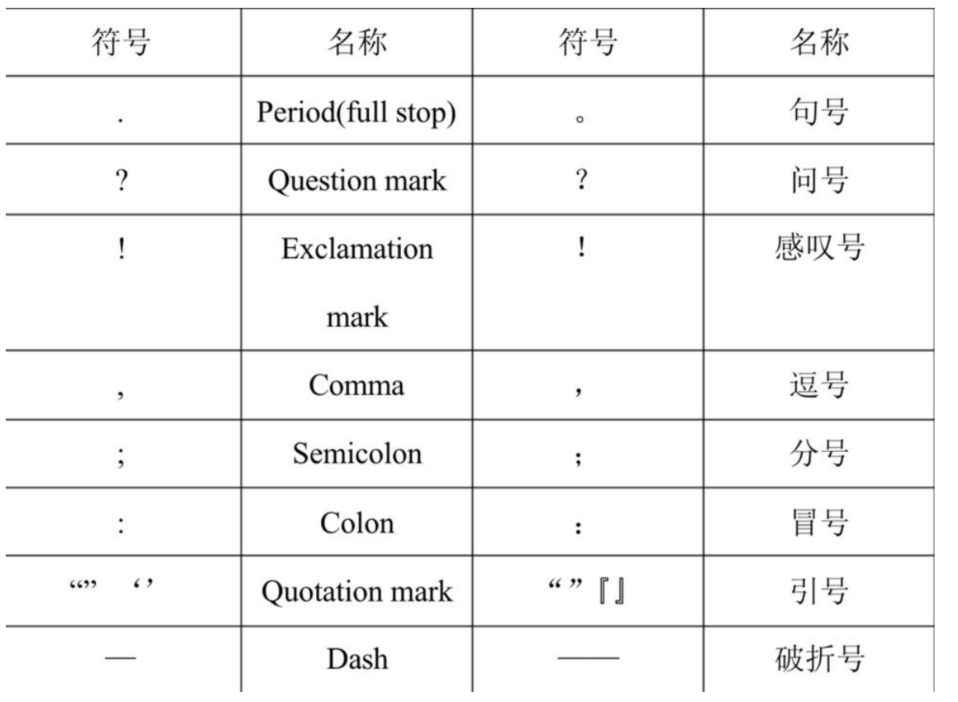 符号 名称 符号 名称
. Period(full stop) 。 句号
? Question mark ？ 问号
! Exclamation mark ！ 感叹号
, Comma ， 逗号
; Semicolon ； 分号
: Colon ： 冒号
“” ‘’ Quotation mark “ ”『』 引号
— Dash —— 破折号